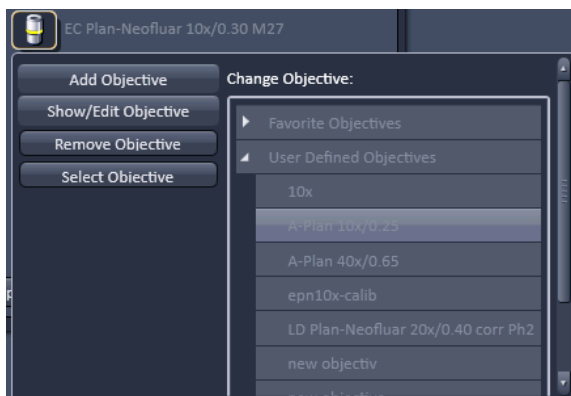 EC Plan-Neofluar 10x/0.30 M27
Add Objective
Show/Edit Objective
Remove Objective
Select Objective
Change Objective:
Favorite Objectives
User Defined Objectives
10x
A-Plan 10x/0.25
A-Plan 40x/0.65
epn10x-calib
LD Plan-Neofluar 20x/0.40 corr Ph2
new objectiv